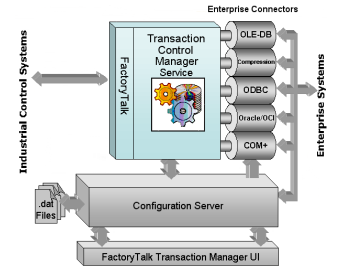 Enterprise Connectors
Industrial Control Systems
FactoryTalk
Transaction
Control
Manager
Service
OLE-DB
Compression
ODBC
Oracle/OCI
COM+
Enterprise Systems
.dat
Files
Configuration Server
FactoryTalk Transaction Manager UI